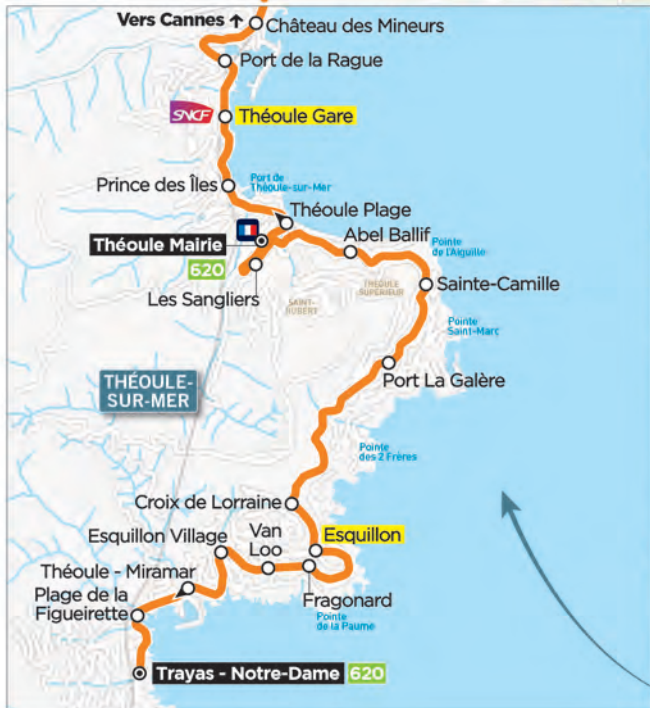 Vers Cannes ↑
Château des Mineurs
Port de la Rague
SNCF
Théoule Gare
Prince des Îles
Port de
Théoule-sur-Mer
Théoule Plage
Théoule Mairie
620
Abel Ballif
Pointe
de l'Aiguille
Les Sangliers
SAINT-
HUBERT
THÉOULE
SUPÉRIEUR
Sainte-Camille
Pointe
Saint-Marc
Port La Galère
THÉOULE-
SUR-MER
Pointe
des 2 Frères
Croix de Lorraine
Esquillon Village
Van
Loo
Esquillon
Théoule - Miramar
Fragonard
Plage de la
Figueirette
Pointe
de la Paume
Trayas - Notre-Dame 620